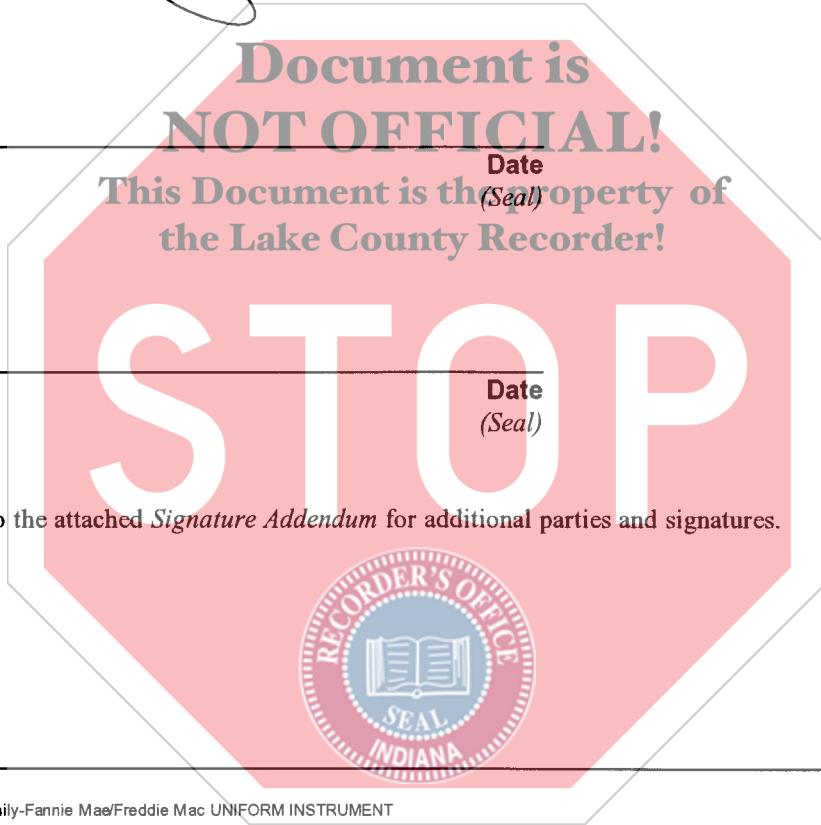 Document is
NOT OFFICIAL!
Date
This Document is the property of
(Seal)
the Lake County Recorder!
STOP
Date
(Seal)
the attached Signature Addendum for additional parties and signatures.
RECORDER'S OFFICE
SEAL
INDIANA
Fannie Mae/Freddie Mac UNIFORM INSTRUMENT